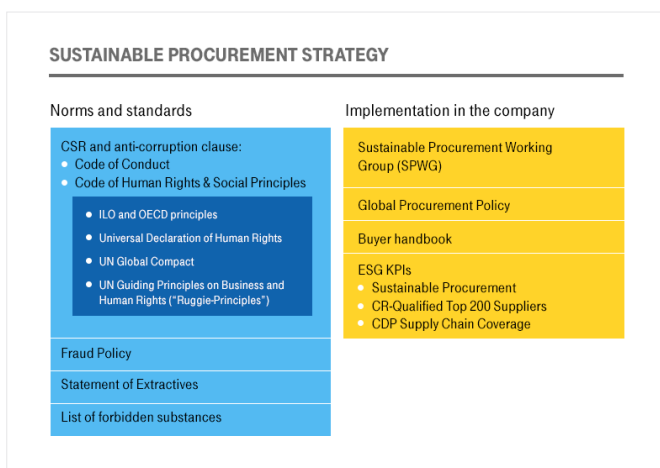 SUSTAINABLE PROCUREMENT STRATEGY
Norms and standards
CSR and anti-corruption clause:
Code of Conduct
Code of Human Rights & Social Principles
ILO and OECD principles
Universal Declaration of Human Rights
UN Global Compact
UN Guiding Principles on Business and
Human Rights (“Ruggie-Principles”)
Fraud Policy
Statement of Extractives
List of forbidden substances
Implementation in the company
Sustainable Procurement Working
Group (SPWG)
Global Procurement Policy
Buyer handbook
ESG KPIs
Sustainable Procurement
CR-Qualified Top 200 Suppliers
CDP Supply Chain Coverage